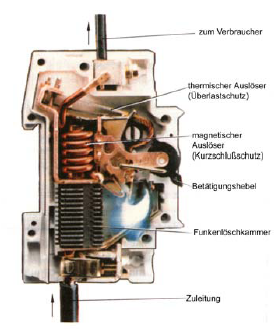 zum Verbraucher
thermischer Auslöser
(Überlastschutz)
magnetischer
Auslöser
(Kurzschlußschutz)
Betätigungshebel
Funkenlöschkammer
Zuleitung